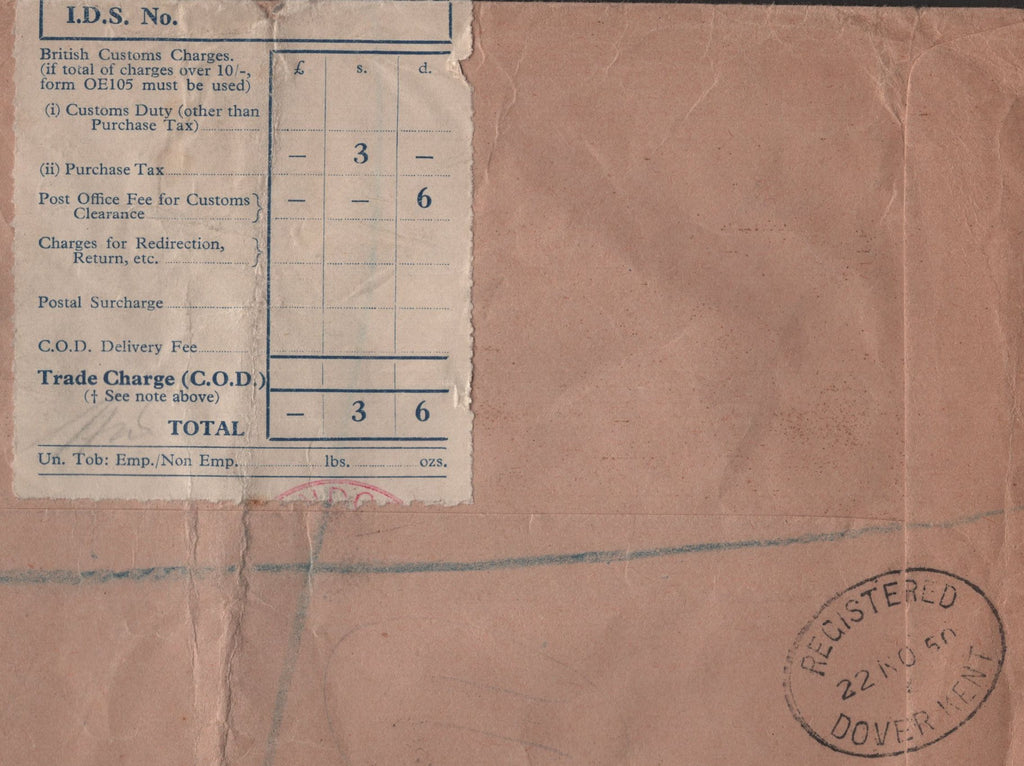 I.D.S. No.
British Customs Charges.
(if total of charges over 10/-,
form OE105 must be used)
£ s. d.
(i) Customs Duty (other than
Purchase Tax)
(ii) Purchase Tax — 3 —
Post Office Fee for Customs
Clearance — — 6
Charges for Redirection,
Return, etc.
Postal Surcharge
C.O.D. Delivery Fee
Trade Charge (C.O.D.)
(† See note above)
TOTAL — 3 6
Un. Tob: Emp./Non Emp. lbs. ozs.
REGISTERED
22 NO 50
DOVER KENT